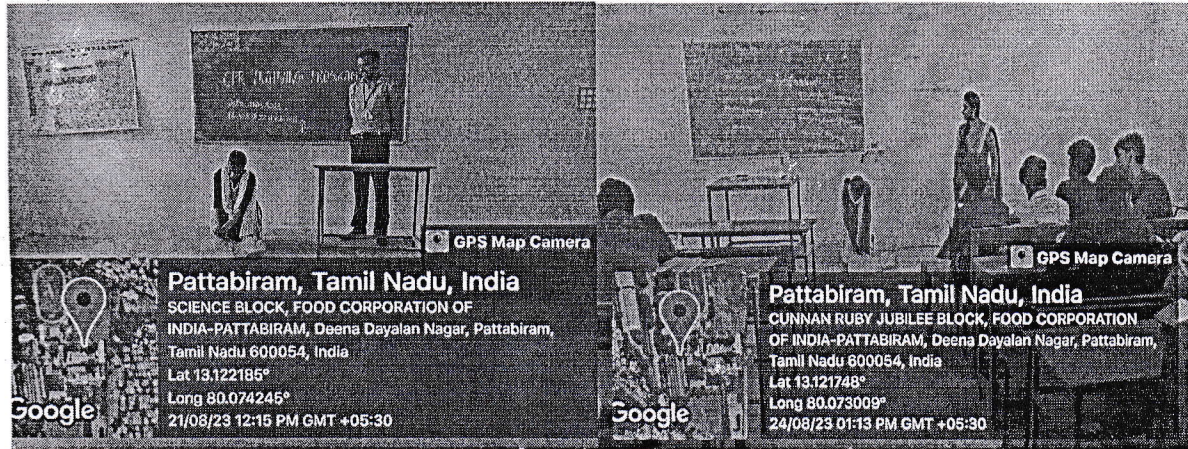 CPR TRAINING PROGRAM
GPS Map Camera
Pattabiram, Tamil Nadu, India
SCIENCE BLOCK, FOOD CORPORATION OF
INDIA-PATTABIRAM, Deena Dayalan Nagar, Pattabiram,
Tamil Nadu 600054, India
Lat 13.122185°
Long 80.074245°
21/08/23 12:15 PM GMT +05:30
Google
GPS Map Camera
Pattabiram, Tamil Nadu, India
CUNNAN RUBY JUBILEE BLOCK, FOOD CORPORATION
OF INDIA-PATTABIRAM, Deena Dayalan Nagar, Pattabiram,
Tamil Nadu 600054, India
Lat 13.121748°
Long 80.073009°
24/08/23 01:13 PM GMT +05:30
Google